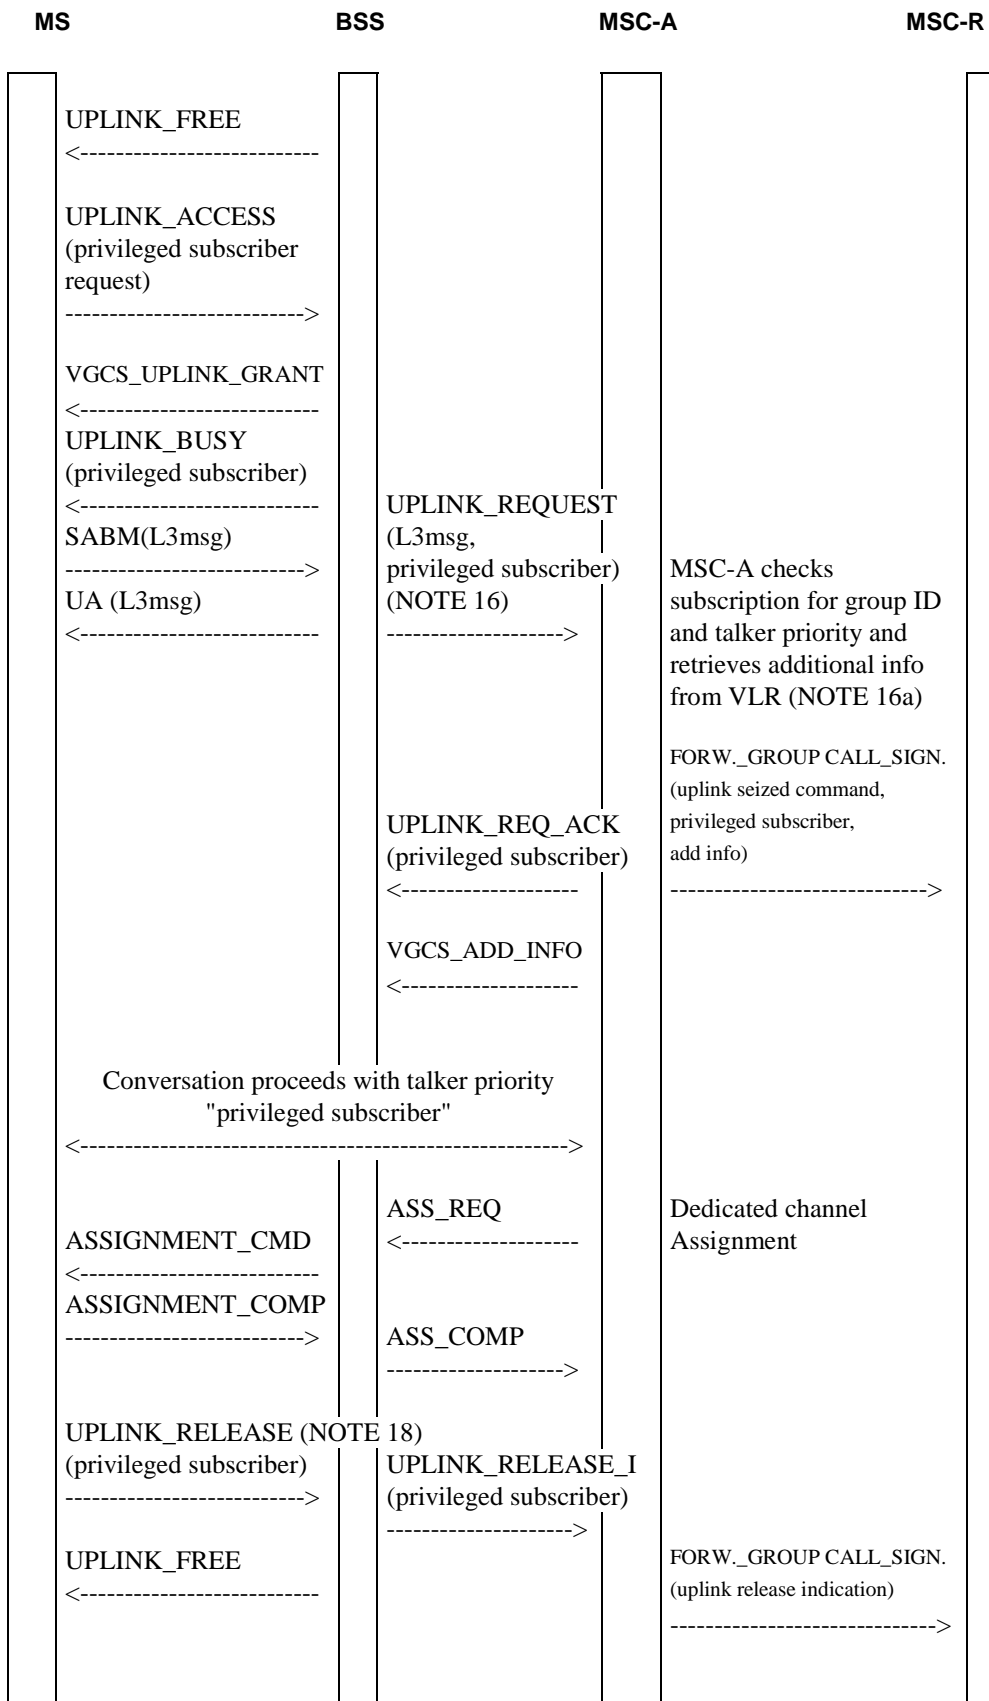 MS BSS MSC-A MSC-R
UPLINK_FREE
<---------------------------
UPLINK_ACCESS
(privileged subscriber
request)
--------------------------->
VGCS_UPLINK_GRANT
<---------------------------
UPLINK_BUSY
(privileged subscriber)
<---------------------------
SABM(L3msg)
--------------------------->
UA (L3msg)
<---------------------------
UPLINK_REQUEST
(L3msg,
privileged subscriber)
(NOTE 16)
-------------------->
MSC-A checks
subscription for group ID
and talker priority and
retrieves additional info
from VLR (NOTE 16a)
FORW._GROUP CALL_SIGN.
(uplink seized command,
privileged subscriber,
add info)
----------------------------->
UPLINK_REQ_ACK
(privileged subscriber)
<--------------------
VGCS_ADD_INFO
<--------------------
Conversation proceeds with talker priority
"privileged subscriber"
<------------------------------------------------------->
ASS_REQ
<--------------------
Dedicated channel
Assignment
ASSIGNMENT_CMD
<---------------------------
ASSIGNMENT_COMP
--------------------------->
ASS_COMP
-------------------->
UPLINK_RELEASE (NOTE 18)
(privileged subscriber)
--------------------------->
UPLINK_RELEASE_I
(privileged subscriber)
--------------------->
UPLINK_FREE
<---------------------------
FORW._GROUP CALL_SIGN.
(uplink release indication)
------------------------------>